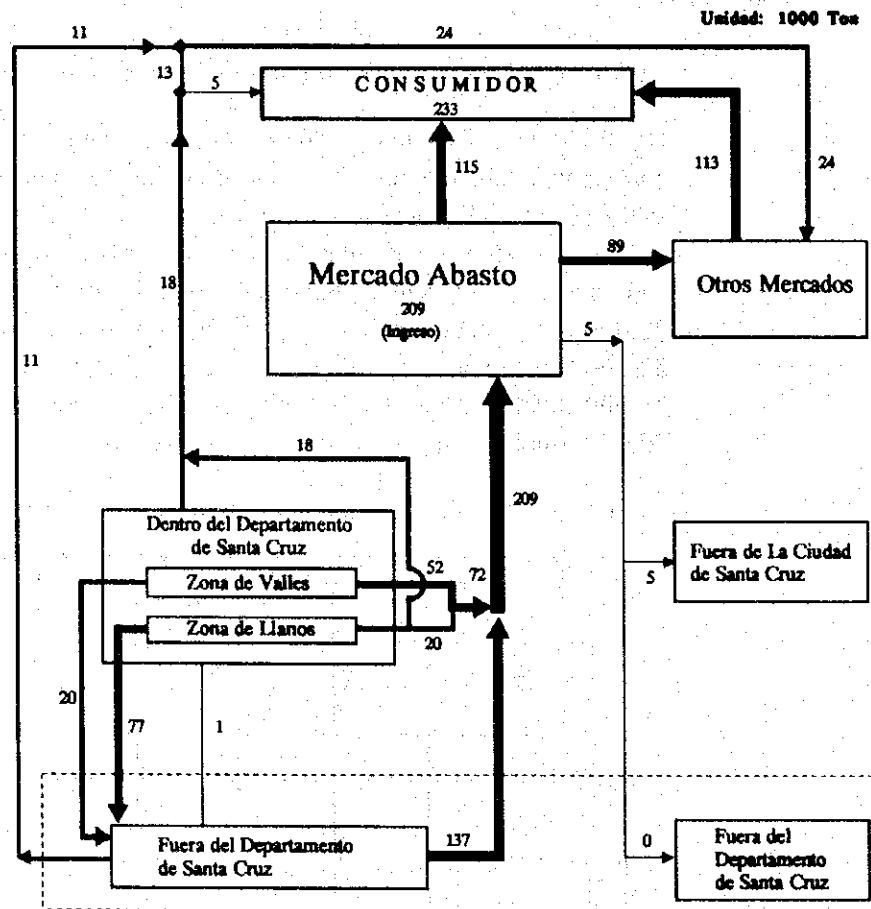 Unidad: 1000 Ton
11
24
13
5
CONSUMIDOR
233
115
113
24
18
Mercado Abasto
209
(Ingreso)
89
Otros Mercados
5
11
18
209
Dentro del Departamento
de Santa Cruz
Zona de Valles
52
72
Zona de Llanos
20
Fuera de La Ciudad
de Santa Cruz
5
20
77
1
Fuera del Departamento
de Santa Cruz
137
0
Fuera del
Departamento
de Santa Cruz